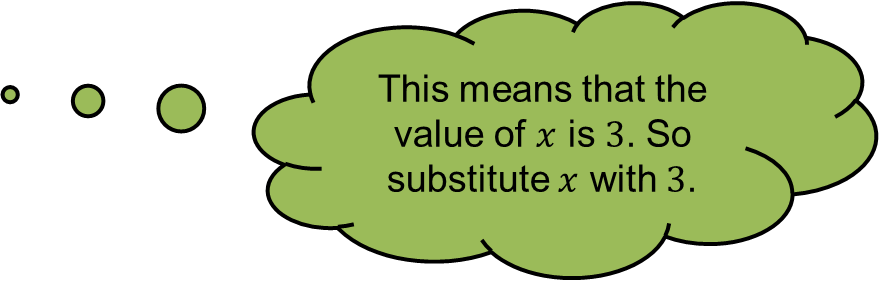 This means that the
value of 𝑥 is 3. So
substitute 𝑥 with 3.